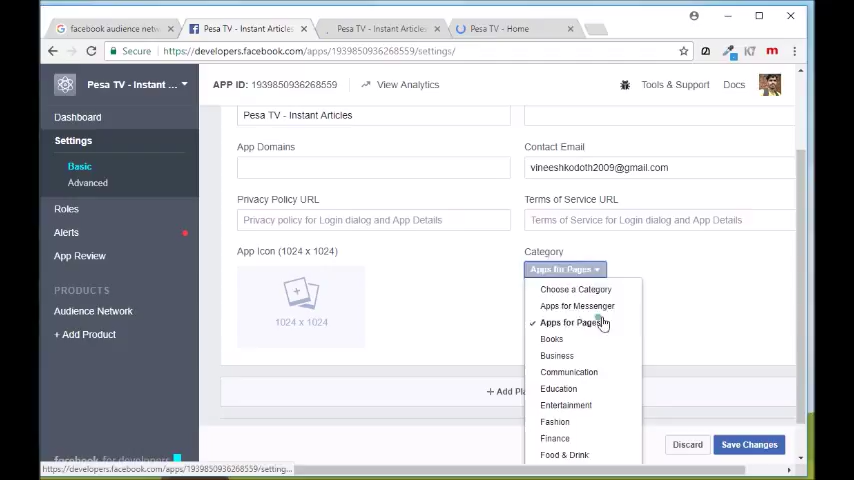 facebook audience netw
Pesa TV - Instant Articles
Pesa TV - Instant Articles
Pesa TV - Home
Secure
https://developers.facebook.com/apps/1939850936268559/settings/
Pesa TV - Instant ...
APP ID: 1939850936268559
View Analytics
Tools & Support
Docs
Dashboard
Settings
Basic
Advanced
Roles
Alerts
App Review
PRODUCTS
Audience Network
+ Add Product
facebook for developers
Pesa TV - Instant Articles
App Domains
Contact Email
vineeshkodoth2009@gmail.com
Privacy Policy URL
Terms of Service URL
Privacy policy for Login dialog and App Details
Terms of Service for Login dialog and App Details
App Icon (1024 x 1024)
Category
1024 x 1024
Apps for Pages
Choose a Category
Apps for Messenger
Apps for Pages
Books
Business
Communication
Education
Entertainment
Fashion
Finance
Food & Drink
+ Add Pla
Discard
Save Changes
https://developers.facebook.com/apps/1939850936268559/setting...